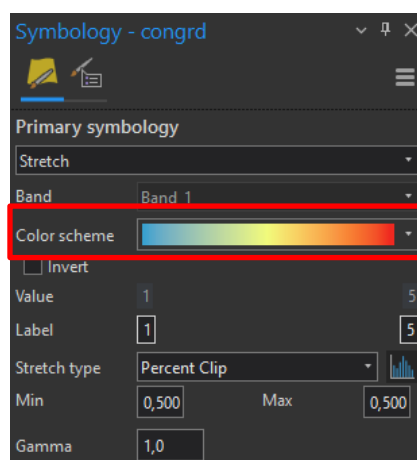 Symbology - congrd
Primary symbology
Stretch
Band Band 1
Color scheme
Invert
Value 1 5
Label 1 5
Stretch type Percent Clip
Min 0,500 Max 0,500
Gamma 1,0